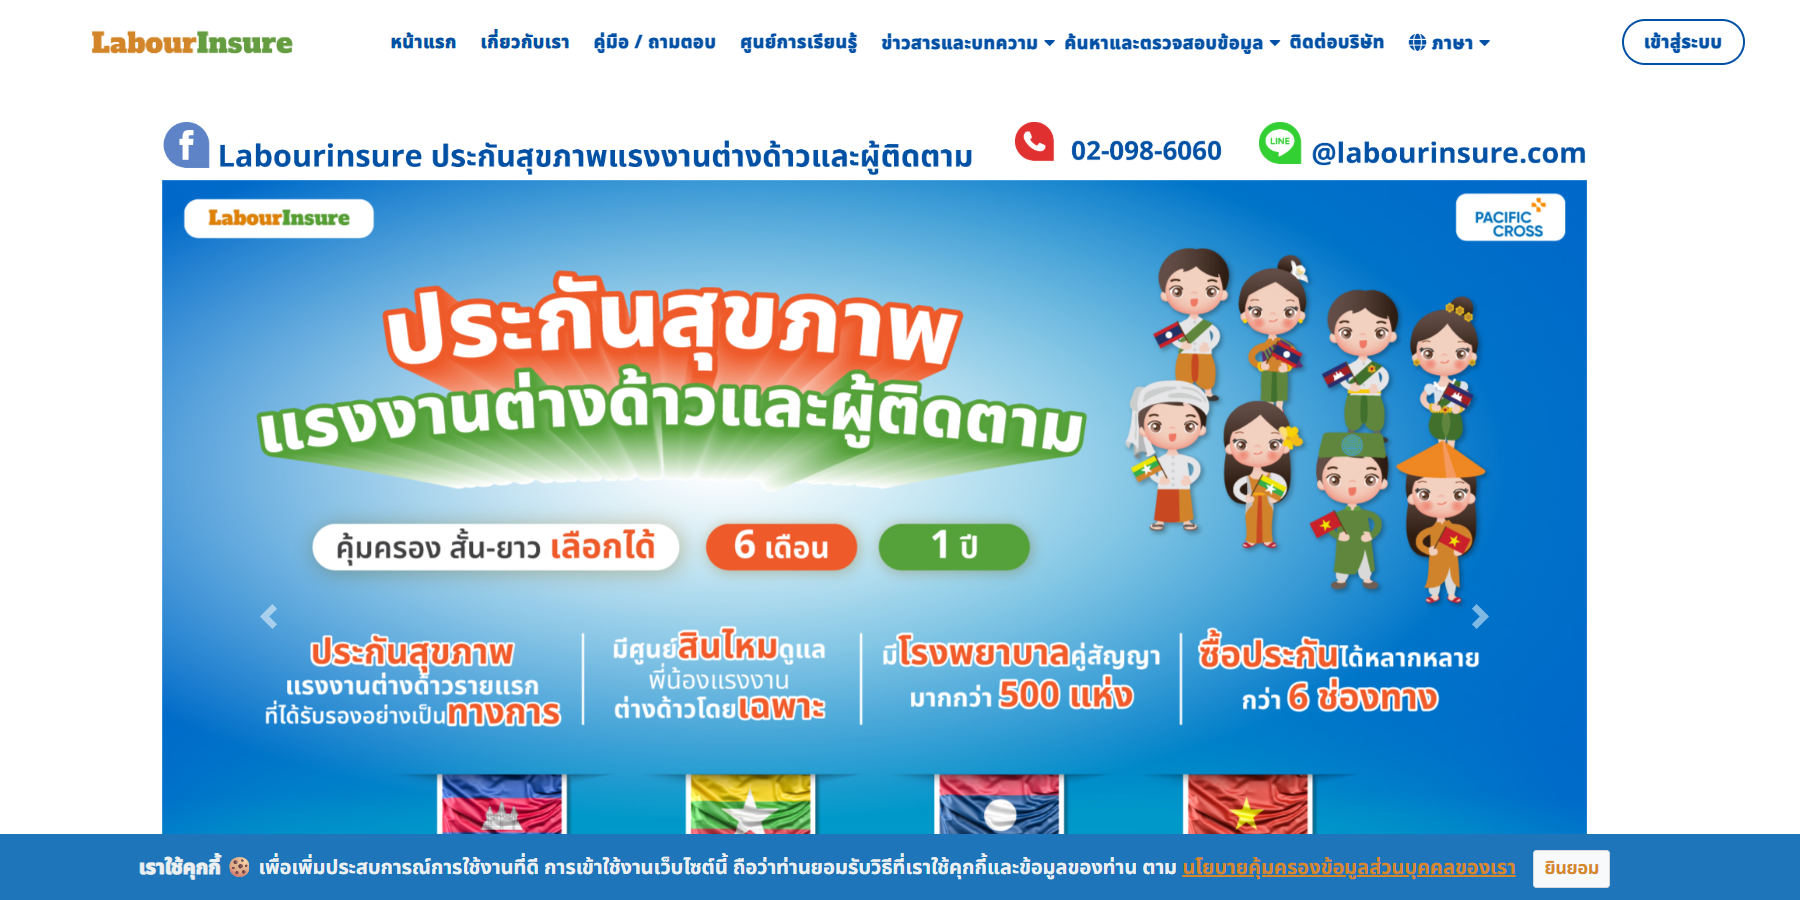 LabourInsure
หน้าแรก
เกี่ยวกับเรา
คู่มือ / ถามตอบ
ศูนย์การเรียนรู้
ข่าวสารและบทความ
ค้นหาและตรวจสอบข้อมูล
ติดต่อบริษัท
ภาษา
เข้าสู่ระบบ
Labourinsure ประกันสุขภาพแรงงานต่างด้าวและผู้ติดตาม
02-098-6060
LINE
@labourinsure.com
LabourInsure
PACIFIC
CROSS
ประกันสุขภาพ
แรงงานต่างด้าวและผู้ติดตาม
คุ้มครอง สั้น-ยาว เลือกได้
6 เดือน
1 ปี
ประกันสุขภาพ
แรงงานต่างด้าวรายแรก
ที่ได้รับรองอย่างเป็นทางการ
มีศูนย์สินไหมดูแล
พี่น้องแรงงาน
ต่างด้าวโดยเฉพาะ
มีโรงพยาบาลคู่สัญญา
มากกว่า 500 แห่ง
ซื้อประกันได้หลากหลาย
กว่า 6 ช่องทาง
เราใช้คุกกี้ 🍪 เพื่อเพิ่มประสบการณ์การใช้งานที่ดี การเข้าใช้งานเว็บไซต์นี้ ถือว่าท่านยอมรับวิธีที่เราใช้คุกกี้และข้อมูลของท่าน ตาม นโยบายคุ้มครองข้อมูลส่วนบุคคลของเรา
ยินยอม